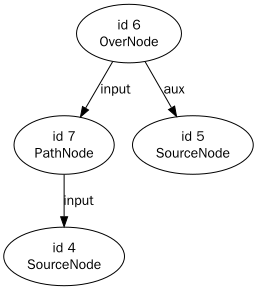 id 6
OverNode
input
aux
id 7
PathNode
id 5
SourceNode
input
id 4
SourceNode